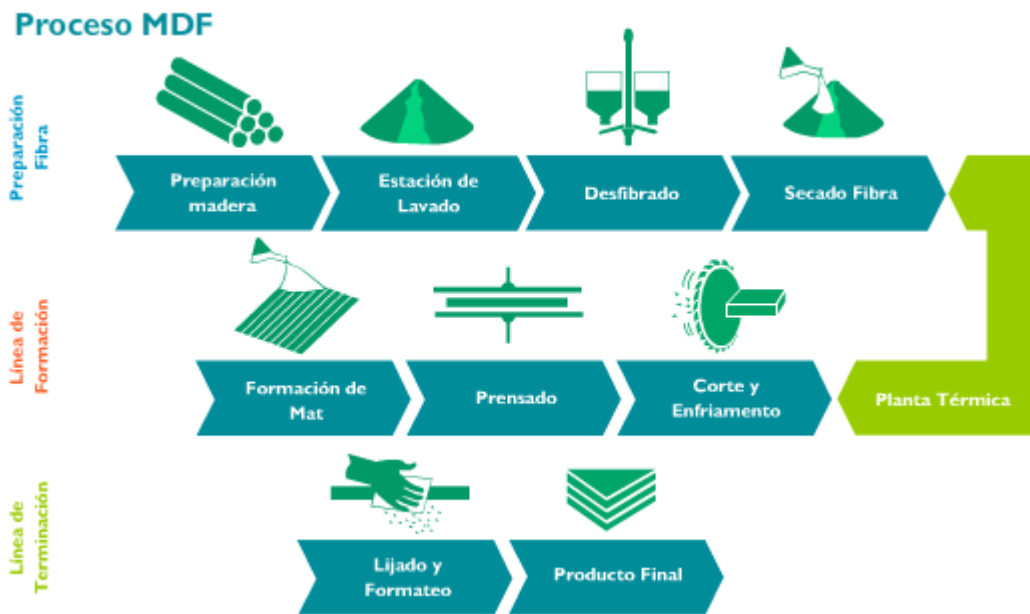 Proceso MDF
Preparación
Fibra
Preparación
madera
Estación de
Lavado
Desfibrado
Secado Fibra
Línea de
Formación
Formación de
Mat
Prensado
Corte y
Enfriamento
Planta Térmica
Línea de
Terminación
Lijado y
Formateo
Producto Final